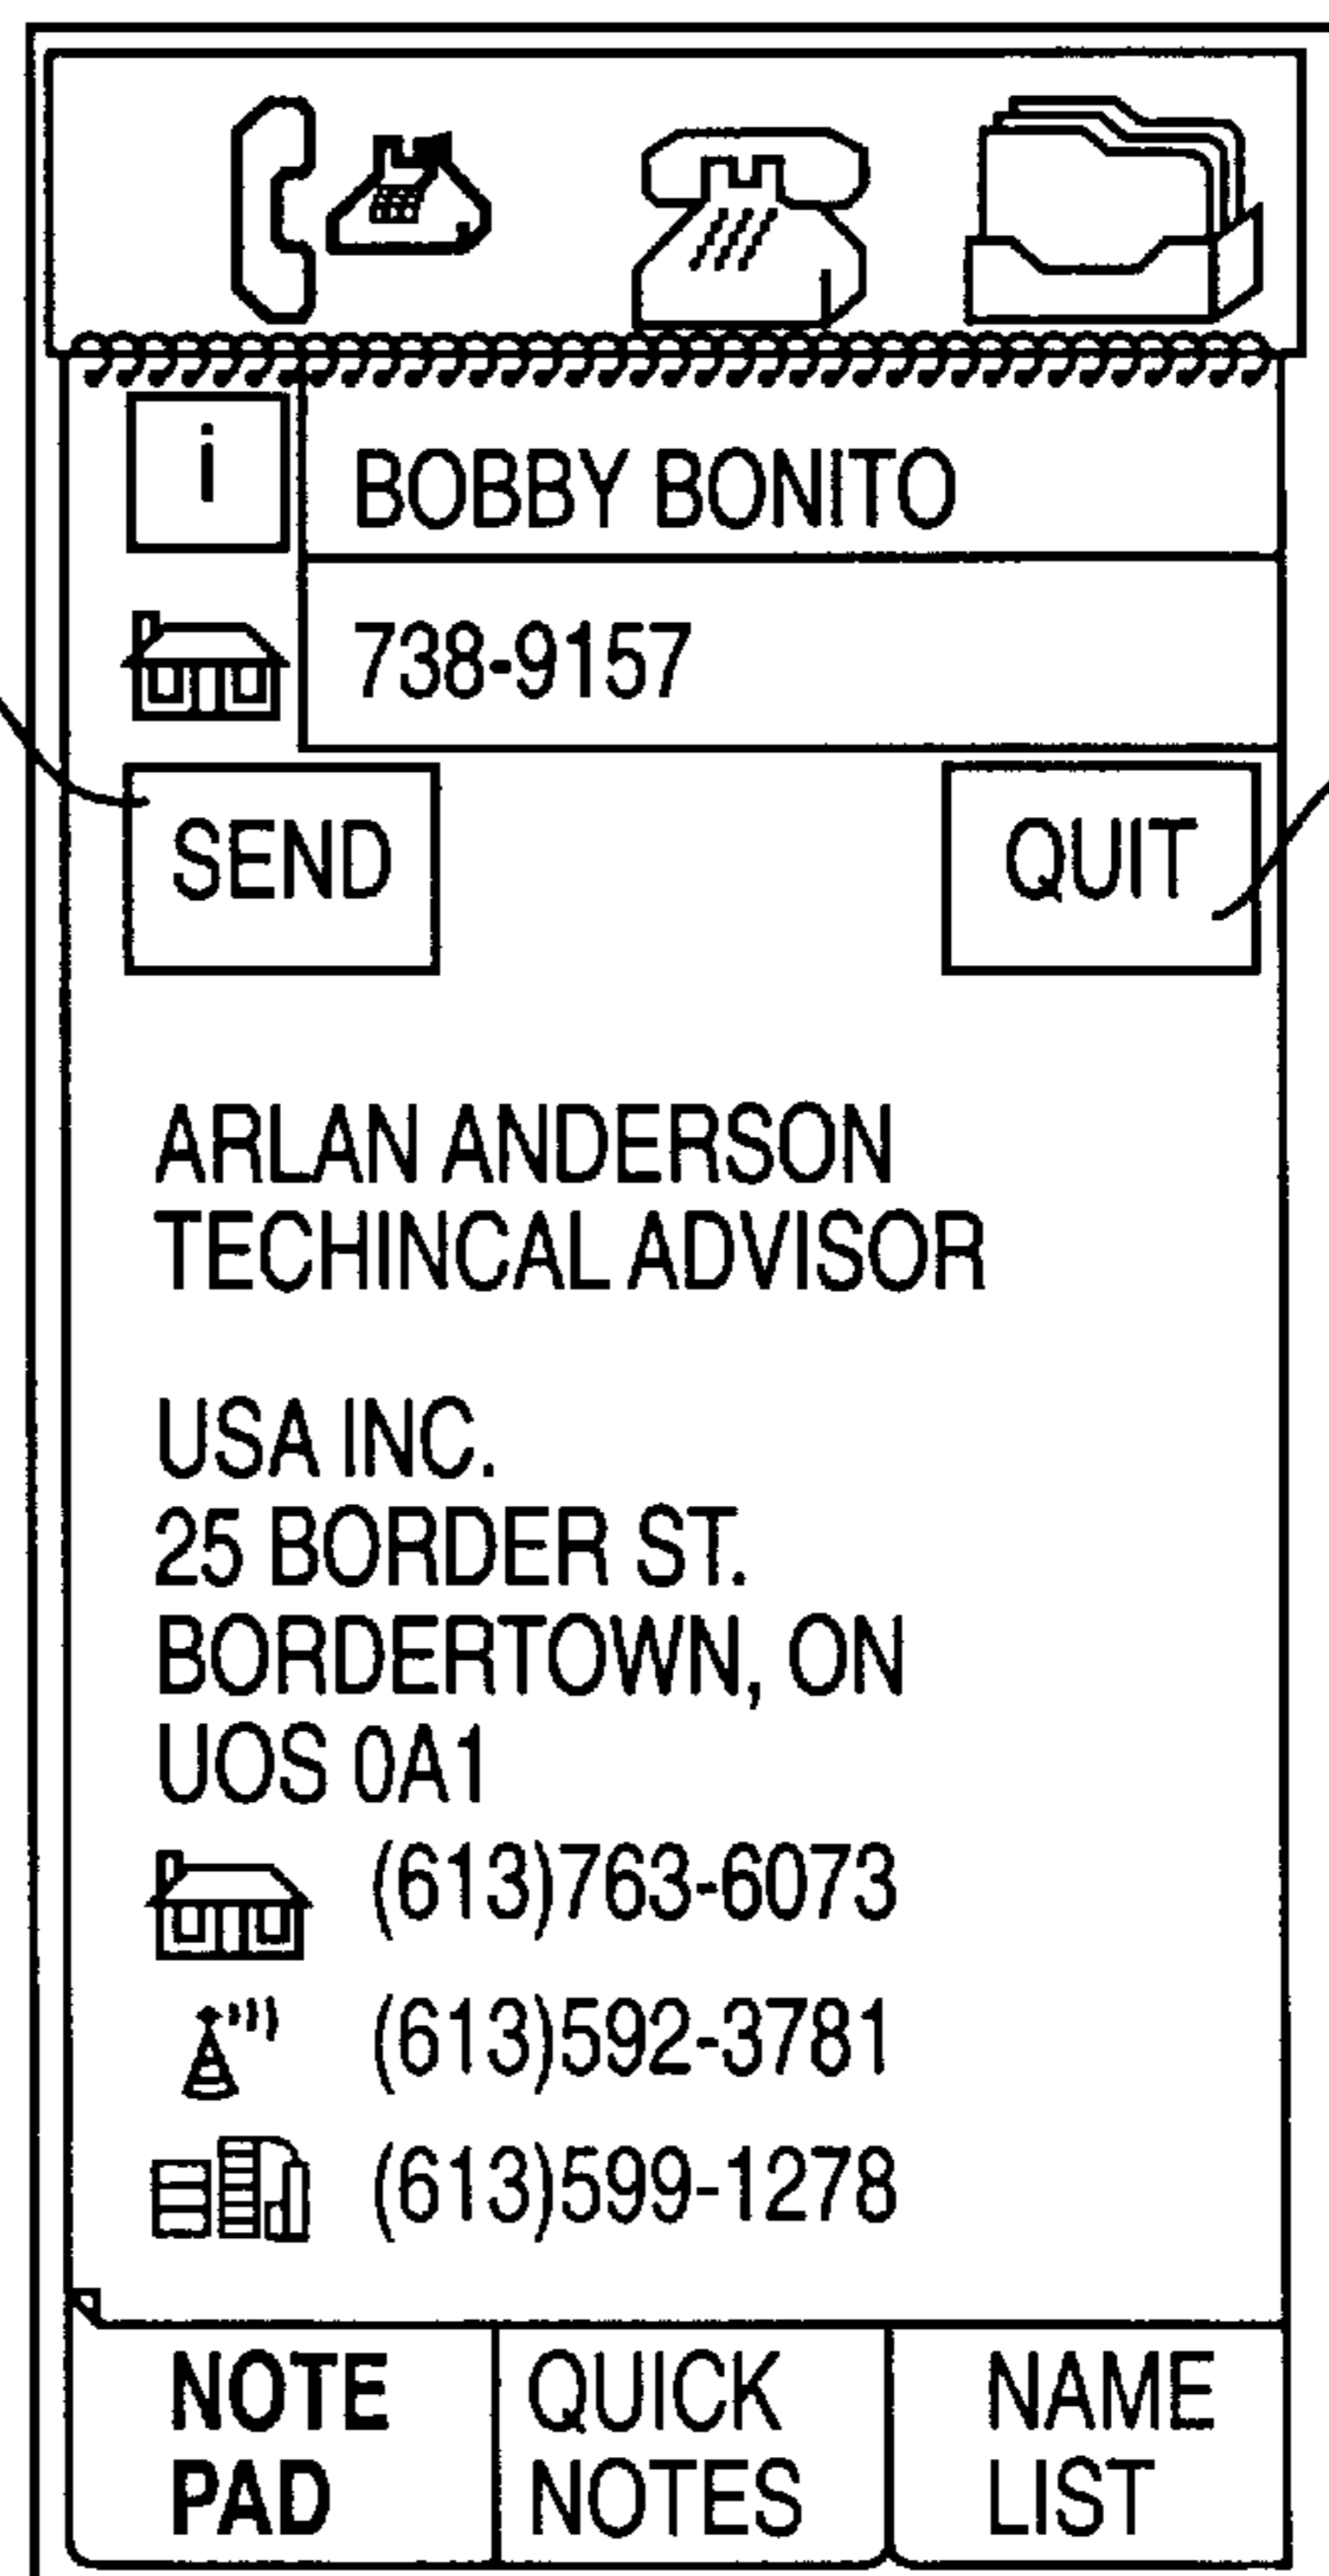 i
BOBBY BONITO
738-9157
SEND
QUIT
ARLAN ANDERSON
TECHINCAL ADVISOR
USA INC.
25 BORDER ST.
BORDERTOWN, ON
UOS 0A1
(613)763-6073
(613)592-3781
(613)599-1278
NOTE
PAD
QUICK
NOTES
NAME
LIST